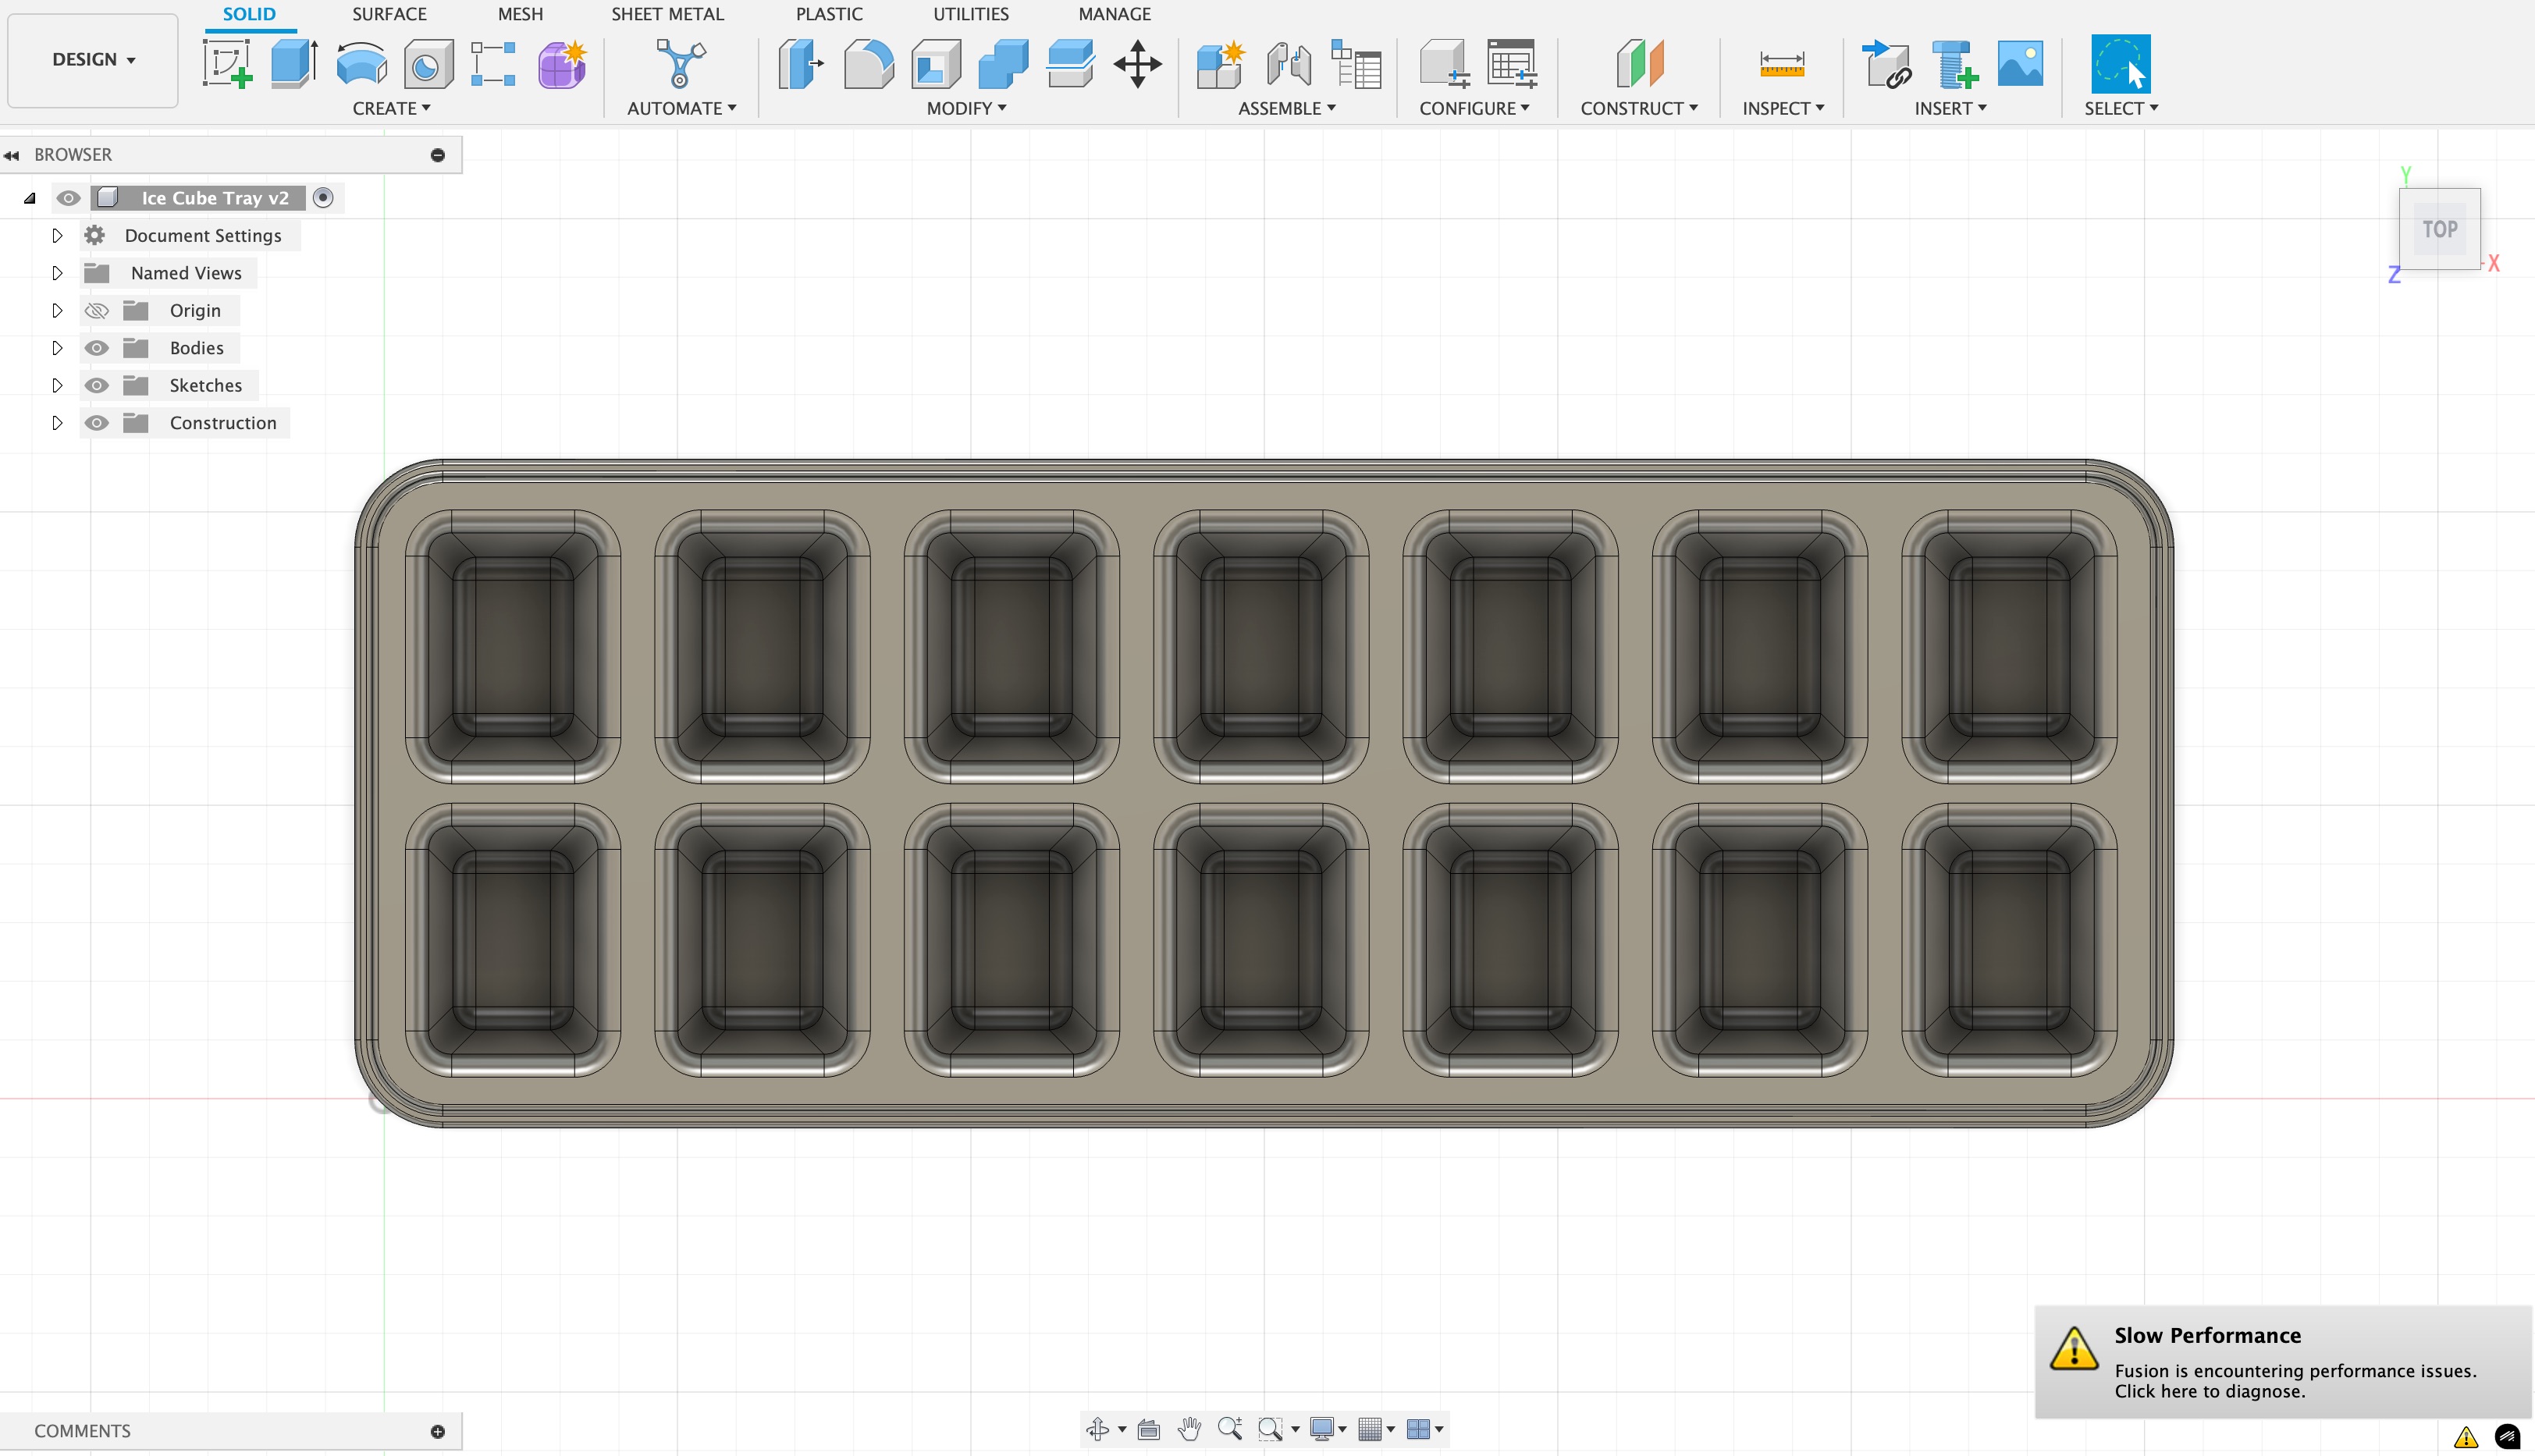 SOLID SURFACE MESH SHEET METAL PLASTIC UTILITIES MANAGE
DESIGN
CREATE AUTOMATE MODIFY ASSEMBLE CONFIGURE CONSTRUCT INSPECT INSERT SELECT
BROWSER
Ice Cube Tray v2
Document Settings
Named Views
Origin
Bodies
Sketches
Construction
Y
TOP
X
Z
Slow Performance
Fusion is encountering performance issues.
Click here to diagnose.
COMMENTS